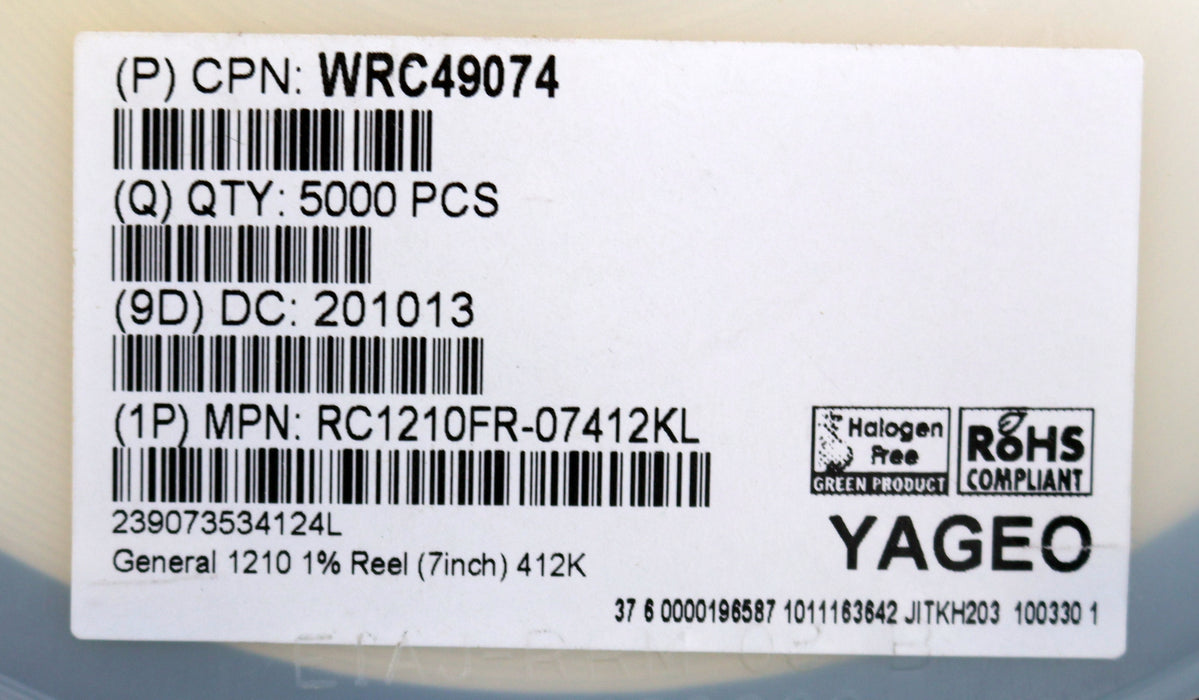 (P) CPN: WRC49074
(Q) QTY: 5000 PCS
(9D) DC: 201013
(1P) MPN: RC1210FR-07412KL
239073534124L
General 1210 1% Reel (7inch) 412K
Halogen
Free
GREEN PRODUCT
RoHS
COMPLIANT
YAGEO
37 6 0000196587 1011163642 JITKH203 100330 1